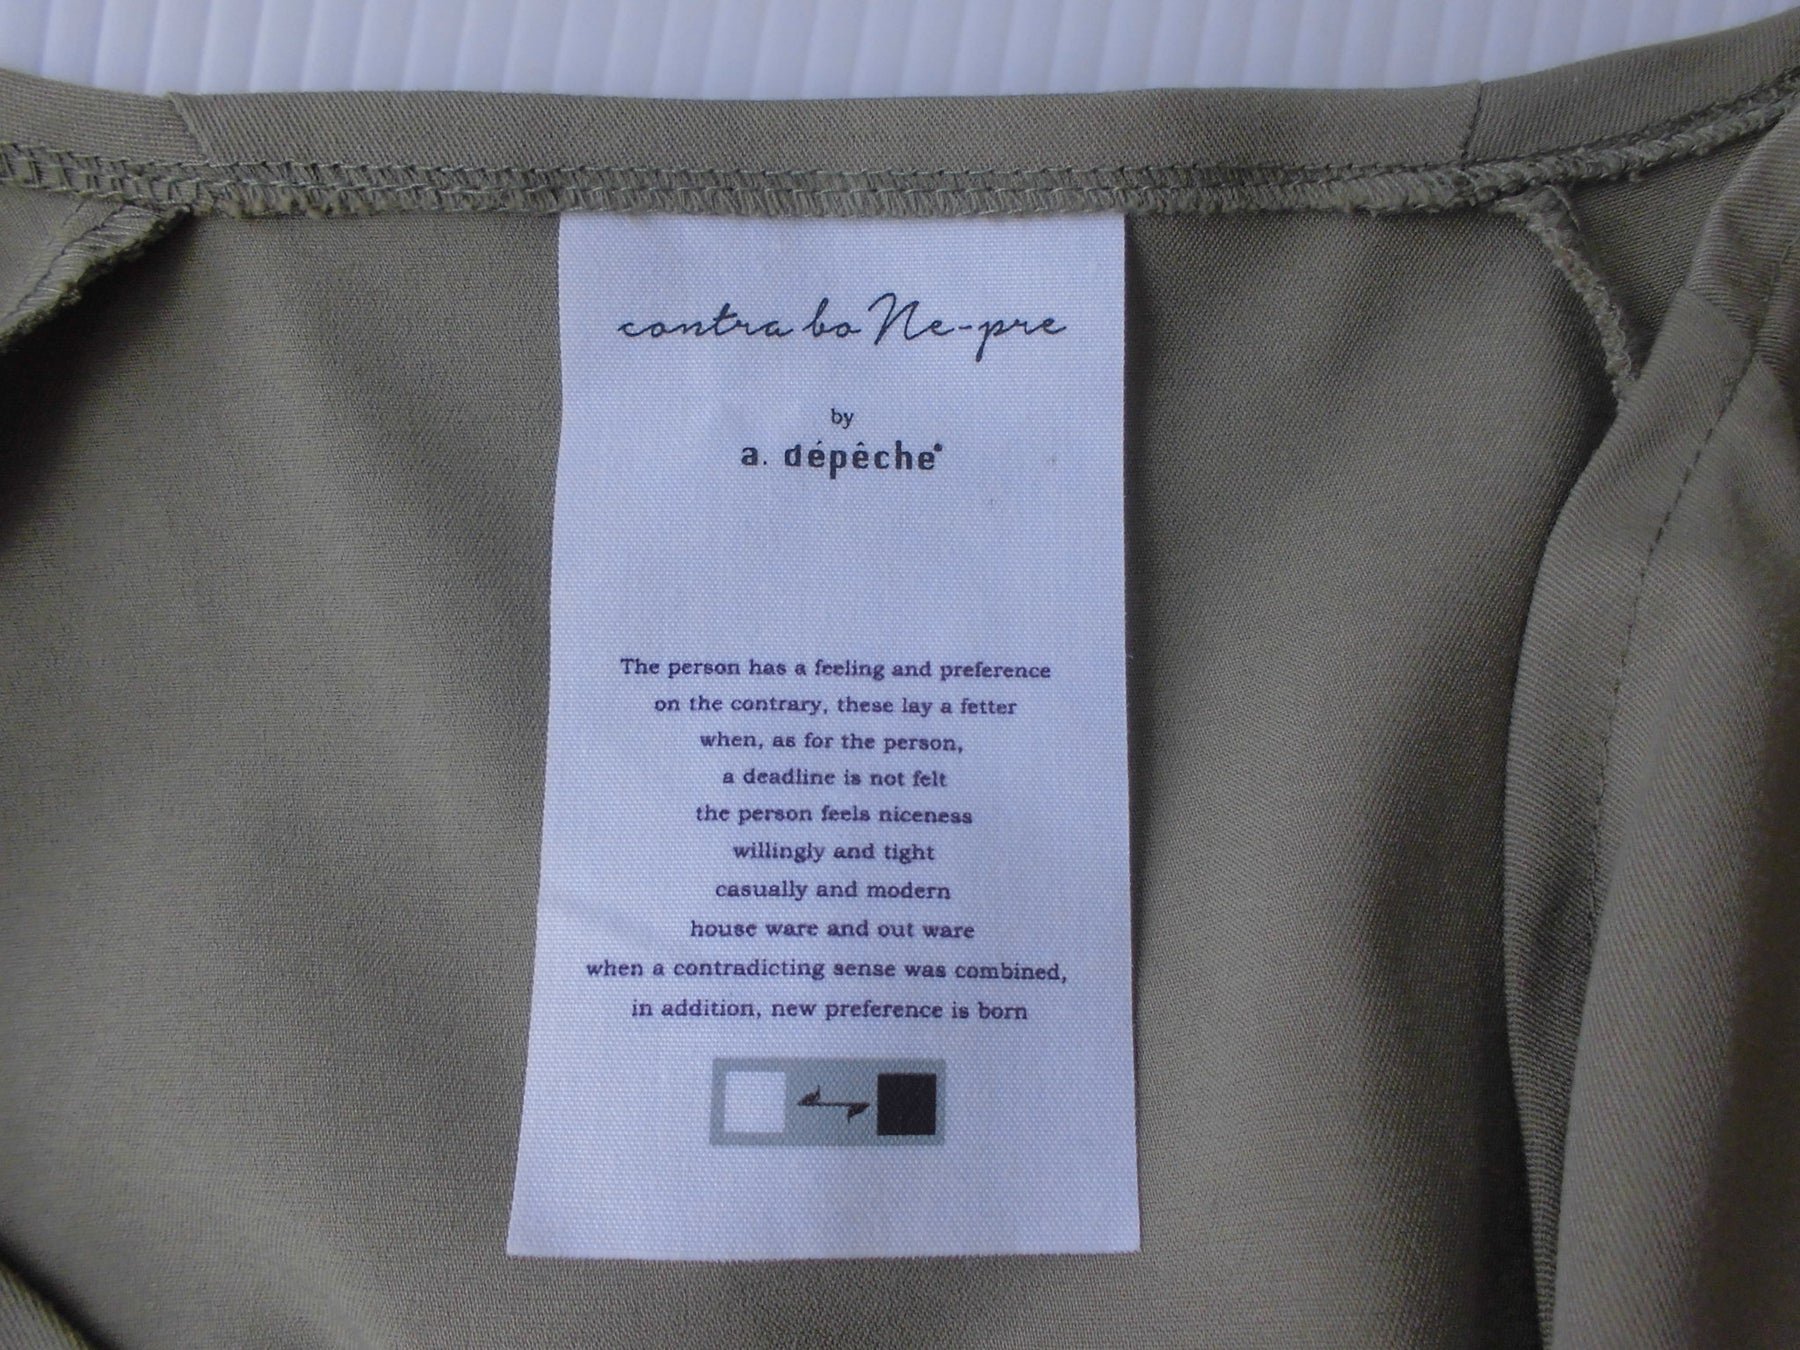 contra bo Ne-pre
by
a. dépêche
The person has a feeling and preference
on the contrary, these lay a fetter
when, as for the person,
a deadline is not felt
the person feels niceness
willingly and tight
casually and modern
house ware and out ware
when a contradicting sense was combined,
in addition, new preference is born